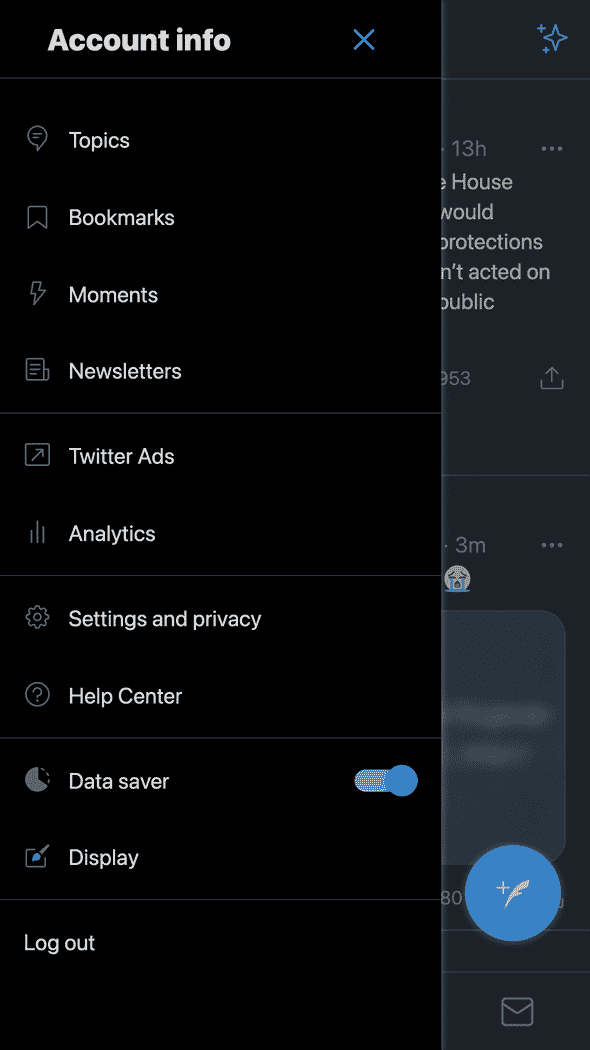 Account info
· 13h
e House
would
protections
n't acted on
public
953
Topics
Bookmarks
Moments
Newsletters
Twitter Ads
Analytics
· 3m
😭
Settings and privacy
Help Center
Data saver
Display
80
Log out